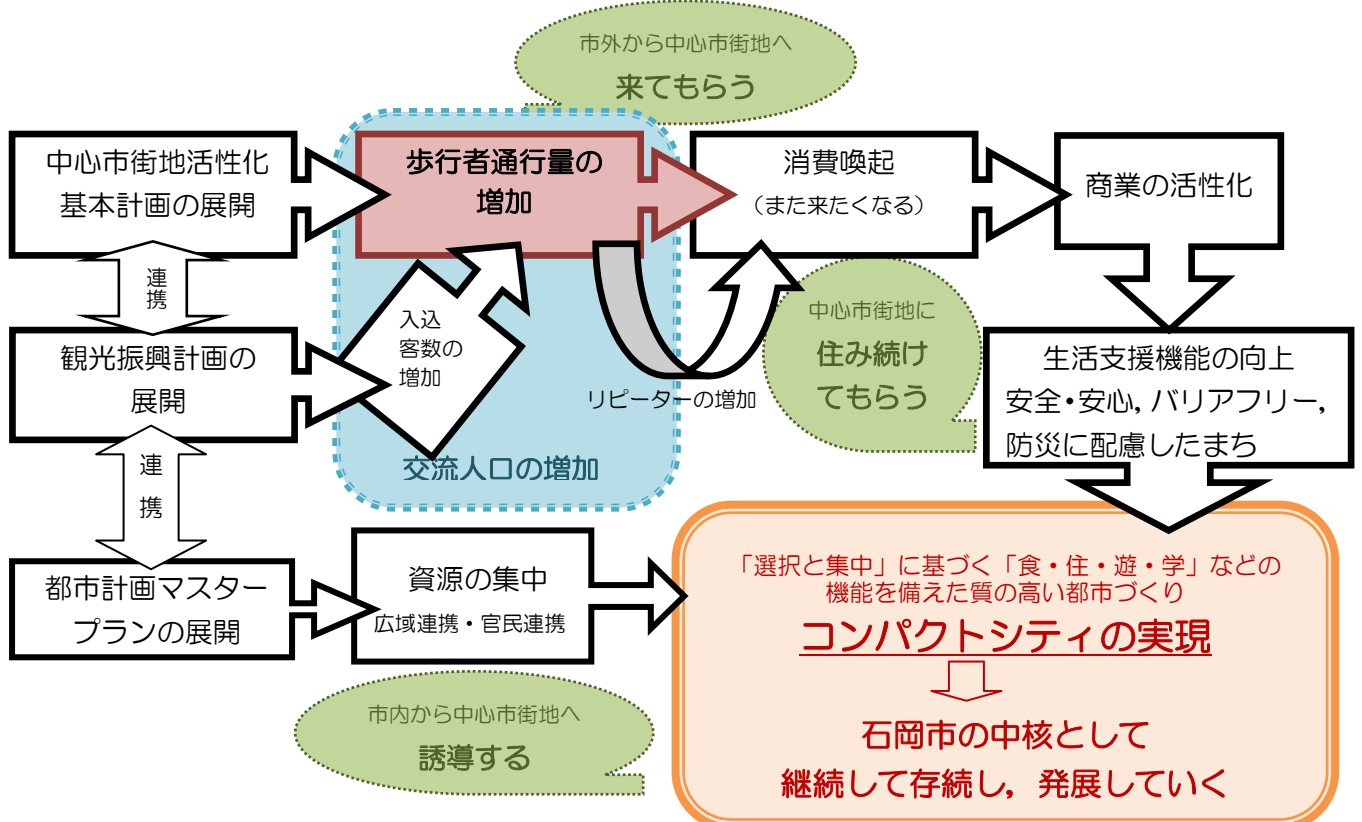 市外から中心市街地へ
来てもらう
中心市街地活性化
基本計画の展開
歩行者通行量の
増加
消費喚起
（また来たくなる）
商業の活性化
連
携
入込
客数の
増加
観光振興計画の
展開
リピーターの増加
中心市街地に
住み続け
てもらう
生活支援機能の向上
安全・安心，バリアフリー，
防災に配慮したまち
交流人口の増加
連
携
都市計画マスター
プランの展開
資源の集中
広域連携・官民連携
「選択と集中」に基づく「食・住・遊・学」などの
機能を備えた質の高い都市づくり
コンパクトシティの実現
石岡市の中核として
継続して存続し，発展していく
市内から中心市街地へ
誘導する